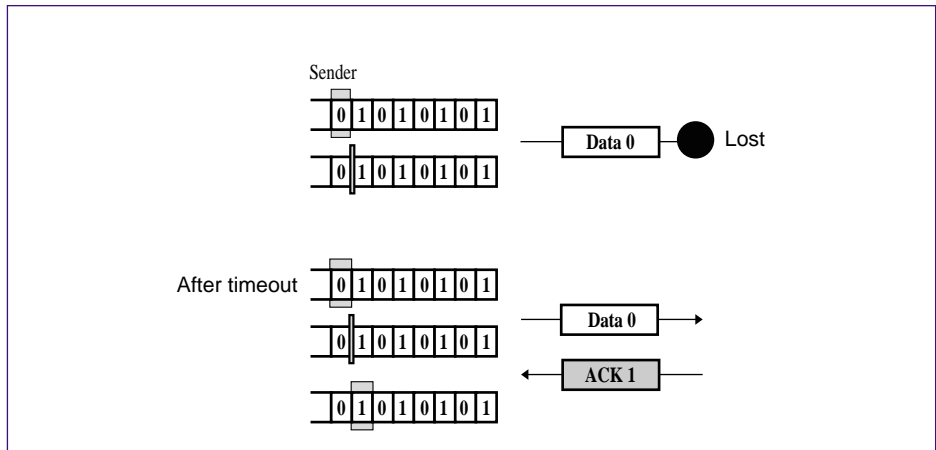 Sender
0 1 0 1 0 1 0 1
Data 0 Lost
0 1 0 1 0 1 0 1
After timeout 0 1 0 1 0 1 0 1
Data 0
0 1 0 1 0 1 0 1
ACK 1
0 1 0 1 0 1 0 1